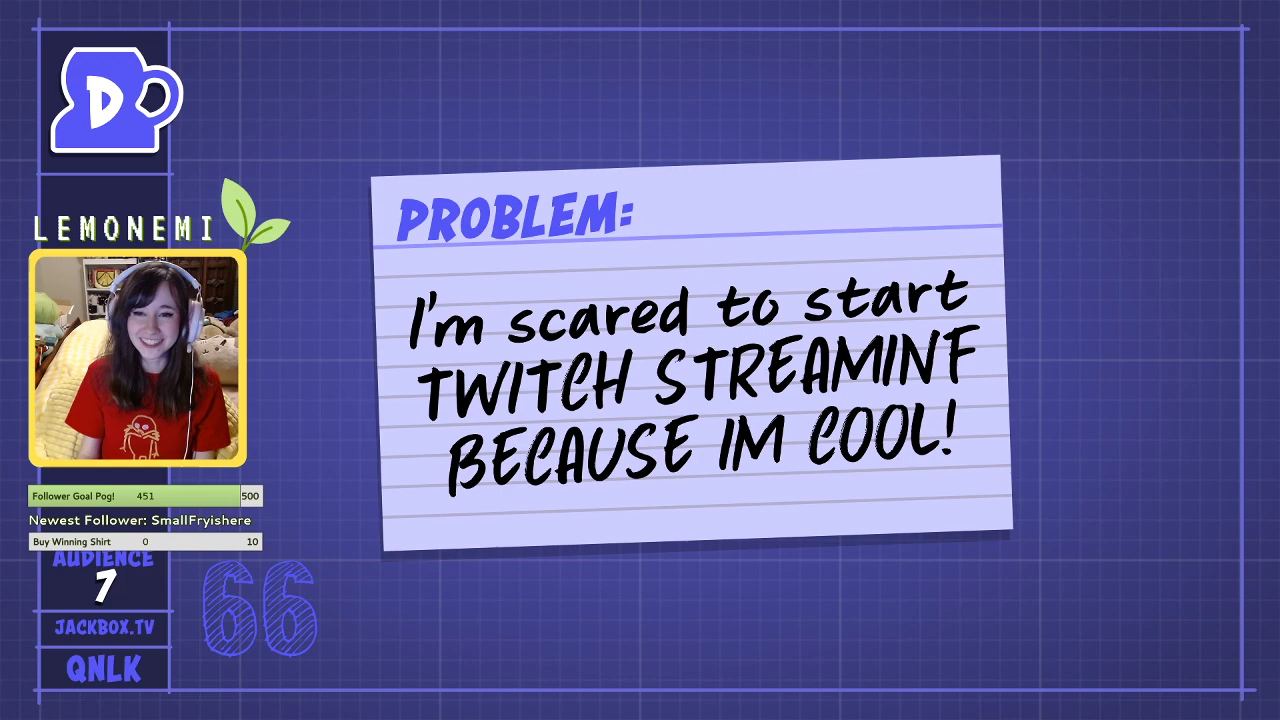 D
LEMONEMI
PROBLEM:
I'm scared to start
TWITCH STREAMINF
BECAUSE IM COOL!
Follower Goal Pog! 451 500
Newest Follower: SmallFryishere
Buy Winning Shirt 0 10
AUDIENCE
7
66
JACKBOX.TV
QNLK